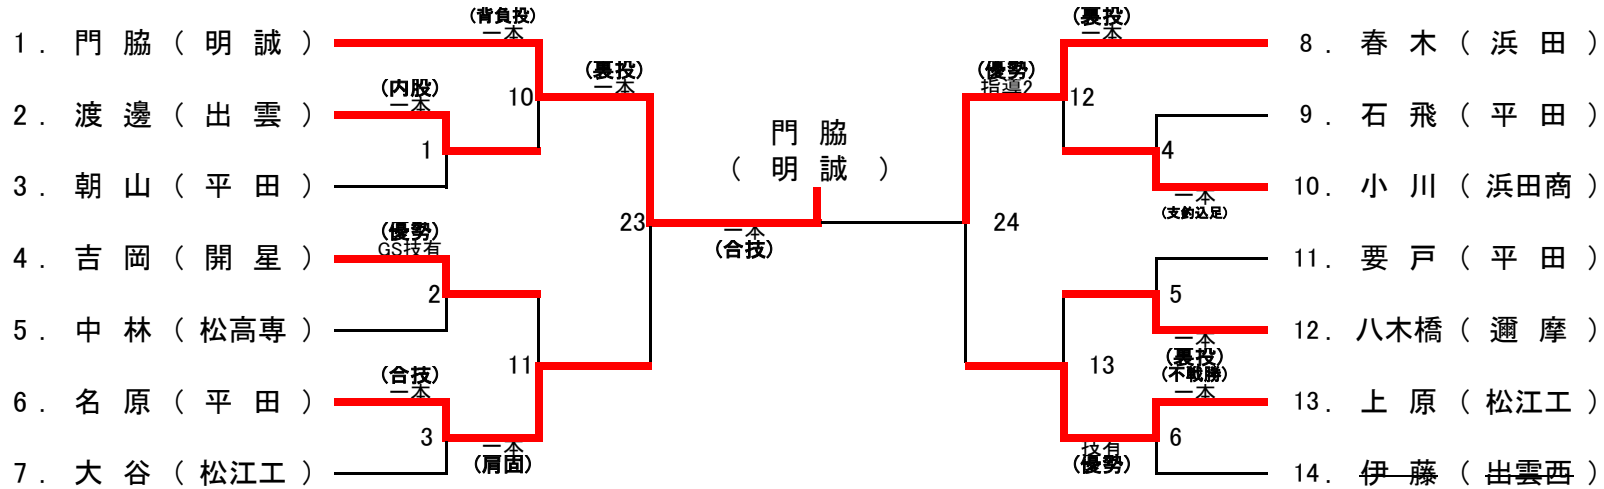 (背負投)
一本
1. 門脇(明誠)
(裏投)
一本
(内股)
一本
10
2. 渡邊(出雲)
1
3. 朝山(平田)
23
(優勢)
GS技有
4. 吉岡(開星)
2
5. 中林(松高専)
11
(合技)
一本
6. 名原(平田)
3
一本
(肩固)
7. 大谷(松江工)
門脇
(明誠)
一本
(合技)
(裏投)
一本
8. 春木(浜田)
(優勢)
指導2
12
9. 石飛(平田)
4
10. 小川(浜田商)
一本
(支釣込足)
24
11. 要戸(平田)
5
12. 八木橋(邇摩)
一本
(裏投)
13
(不戦勝)
一本
13. 上原(松江工)
6
技有
(優勢)
14. 伊藤(出雲西)